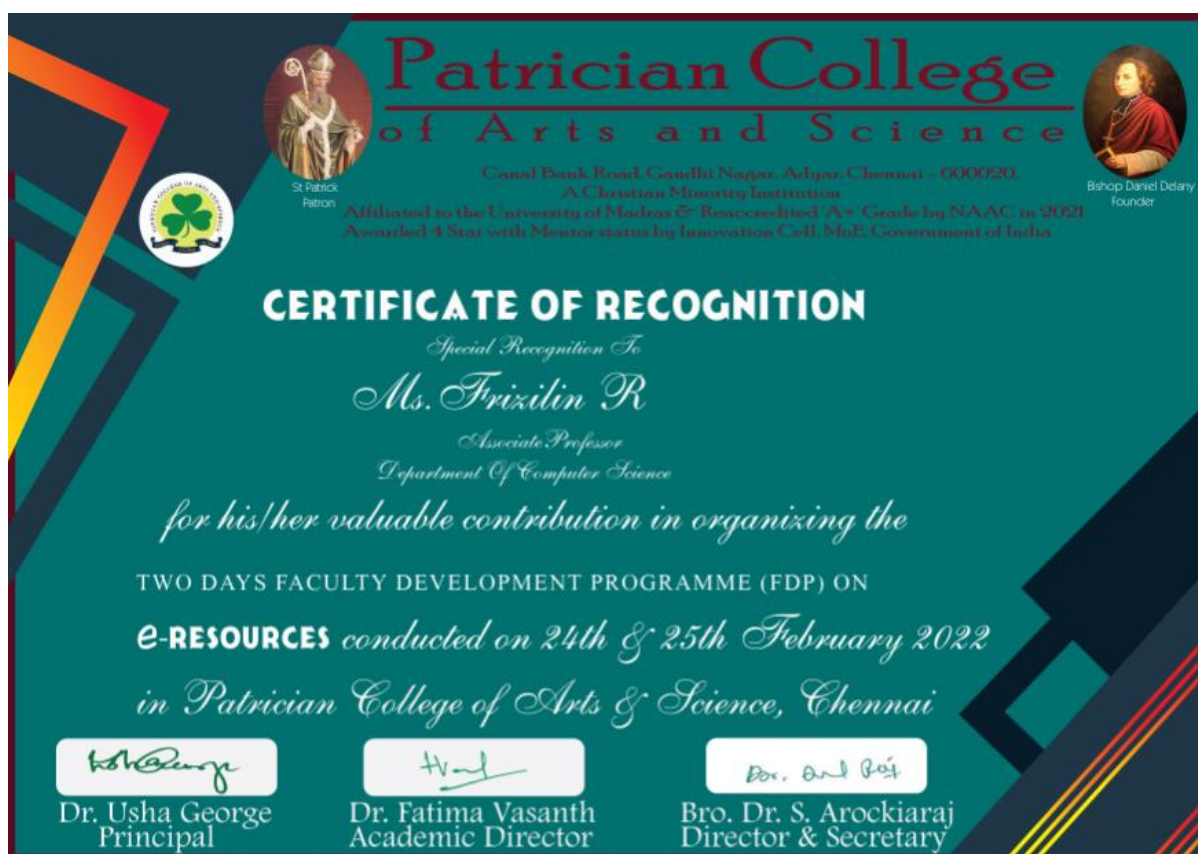 Patrician College
of Arts and Science
Canal Bank Road, Gandhi Nagar, Adyar, Chennai - 600020.
A Christian Minority Institution
Affiliated to the University of Madras & Reaccredited 'A+' Grade by NAAC in 2021
Awarded 4 Star with Mentor status by Innovation Cell, MoE, Government of India
St Patrick
Patron
Bishop Daniel Delany
Founder
CERTIFICATE OF RECOGNITION
Special Recognition To
Ms. Frizilin R
Associate Professor
Department Of Computer Science
for his/her valuable contribution in organizing the
TWO DAYS FACULTY DEVELOPMENT PROGRAMME (FDP) ON
e-RESOURCES conducted on 24th & 25th February 2022
in Patrician College of Arts & Science, Chennai
Dr. Usha George
Principal
Dr. Fatima Vasanth
Academic Director
Bro. Dr. S. Arockiaraj
Director & Secretary